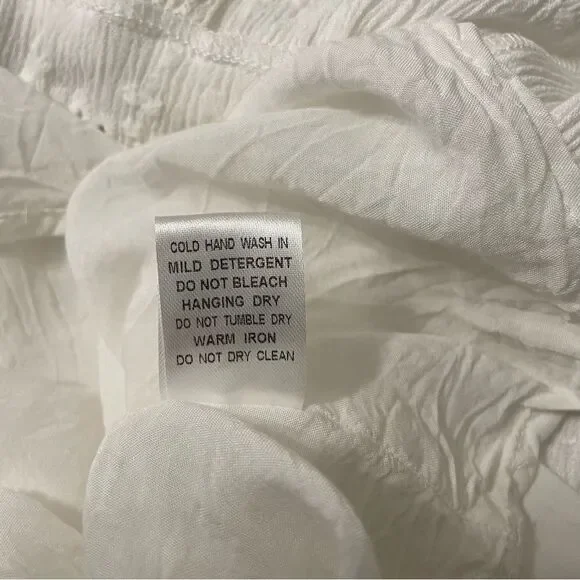 COLD HAND WASH IN
MILD DETERGENT
DO NOT BLEACH
HANGING DRY
DO NOT TUMBLE DRY
WARM IRON
DO NOT DRY CLEAN